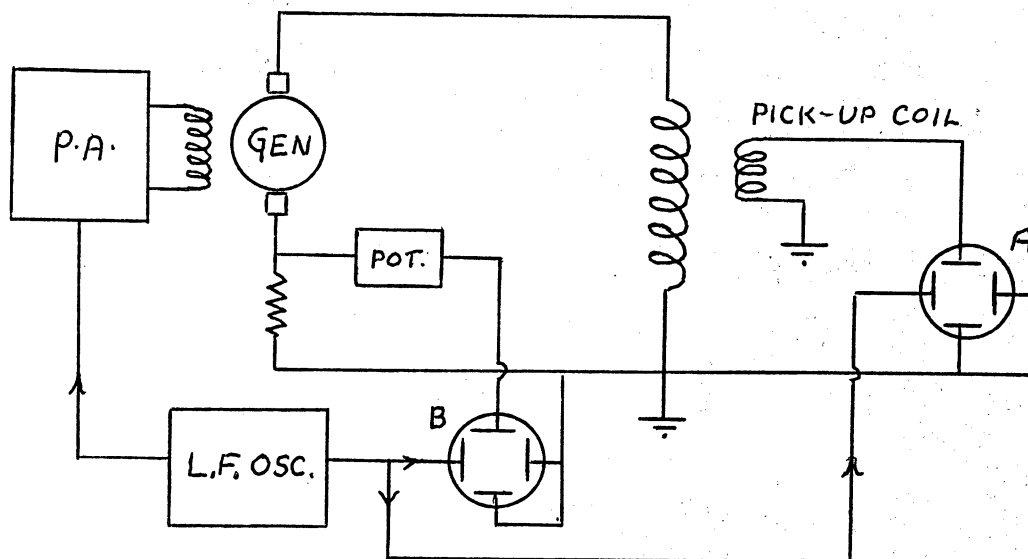 P.A.
GEN
PICK-UP COIL
POT.
A
B
L.F. OSC.